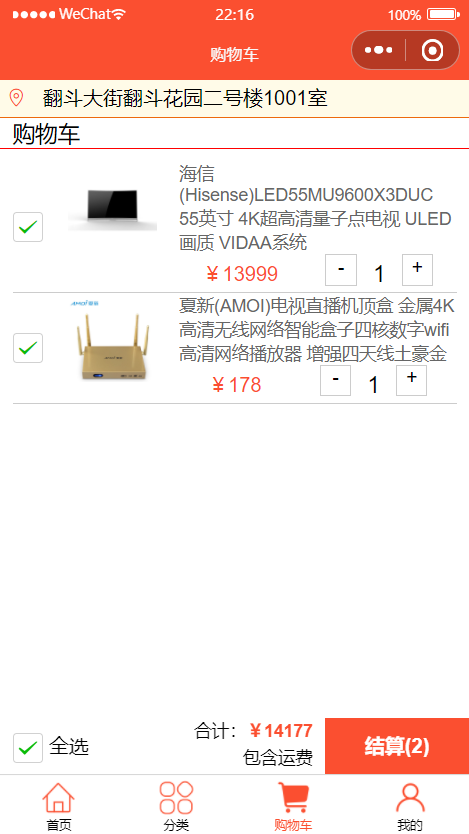 WeChat 22:16 100%
购物车
翻斗大街翻斗花园二号楼1001室
购物车
海信
(Hisense)LED55MU9600X3DUC
55英寸 4K超高清量子点电视 ULED
画质 VIDAA系统
￥13999 - 1 +
AMOI 夏新
夏新(AMOI)电视直播机顶盒 金属4K
高清无线网络智能盒子四核数字wifi
高清网络播放器 增强四天线土豪金
￥178 - 1 +
合计：￥14177
全选 包含运费
结算(2)
首页 分类 购物车 我的